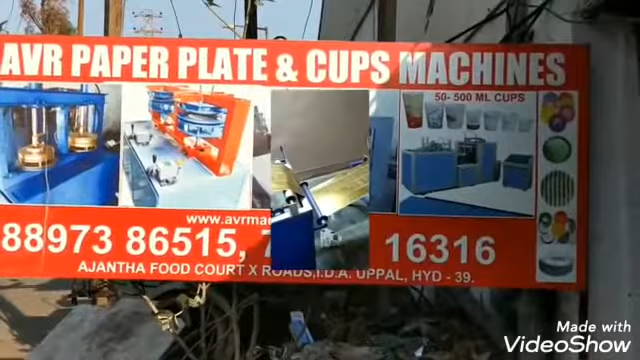 AVR PAPER PLATE & CUPS MACHINES
50-500 ML CUPS
www.avrma
88973 86515, 7
16316
AJANTHA FOOD COURT X ROADS, I.D.A. UPPAL, HYD - 39.
Made with
VideoShow